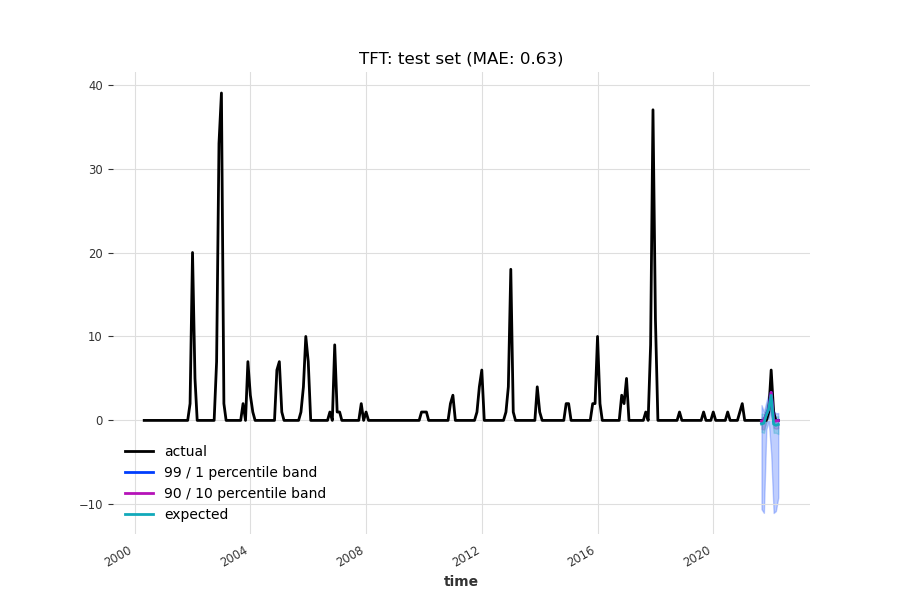 TFT: test set (MAE: 0.63)
40
30
20
10
0
−10
actual
99 / 1 percentile band
90 / 10 percentile band
expected
2000
2004
2008
2012
2016
2020
time